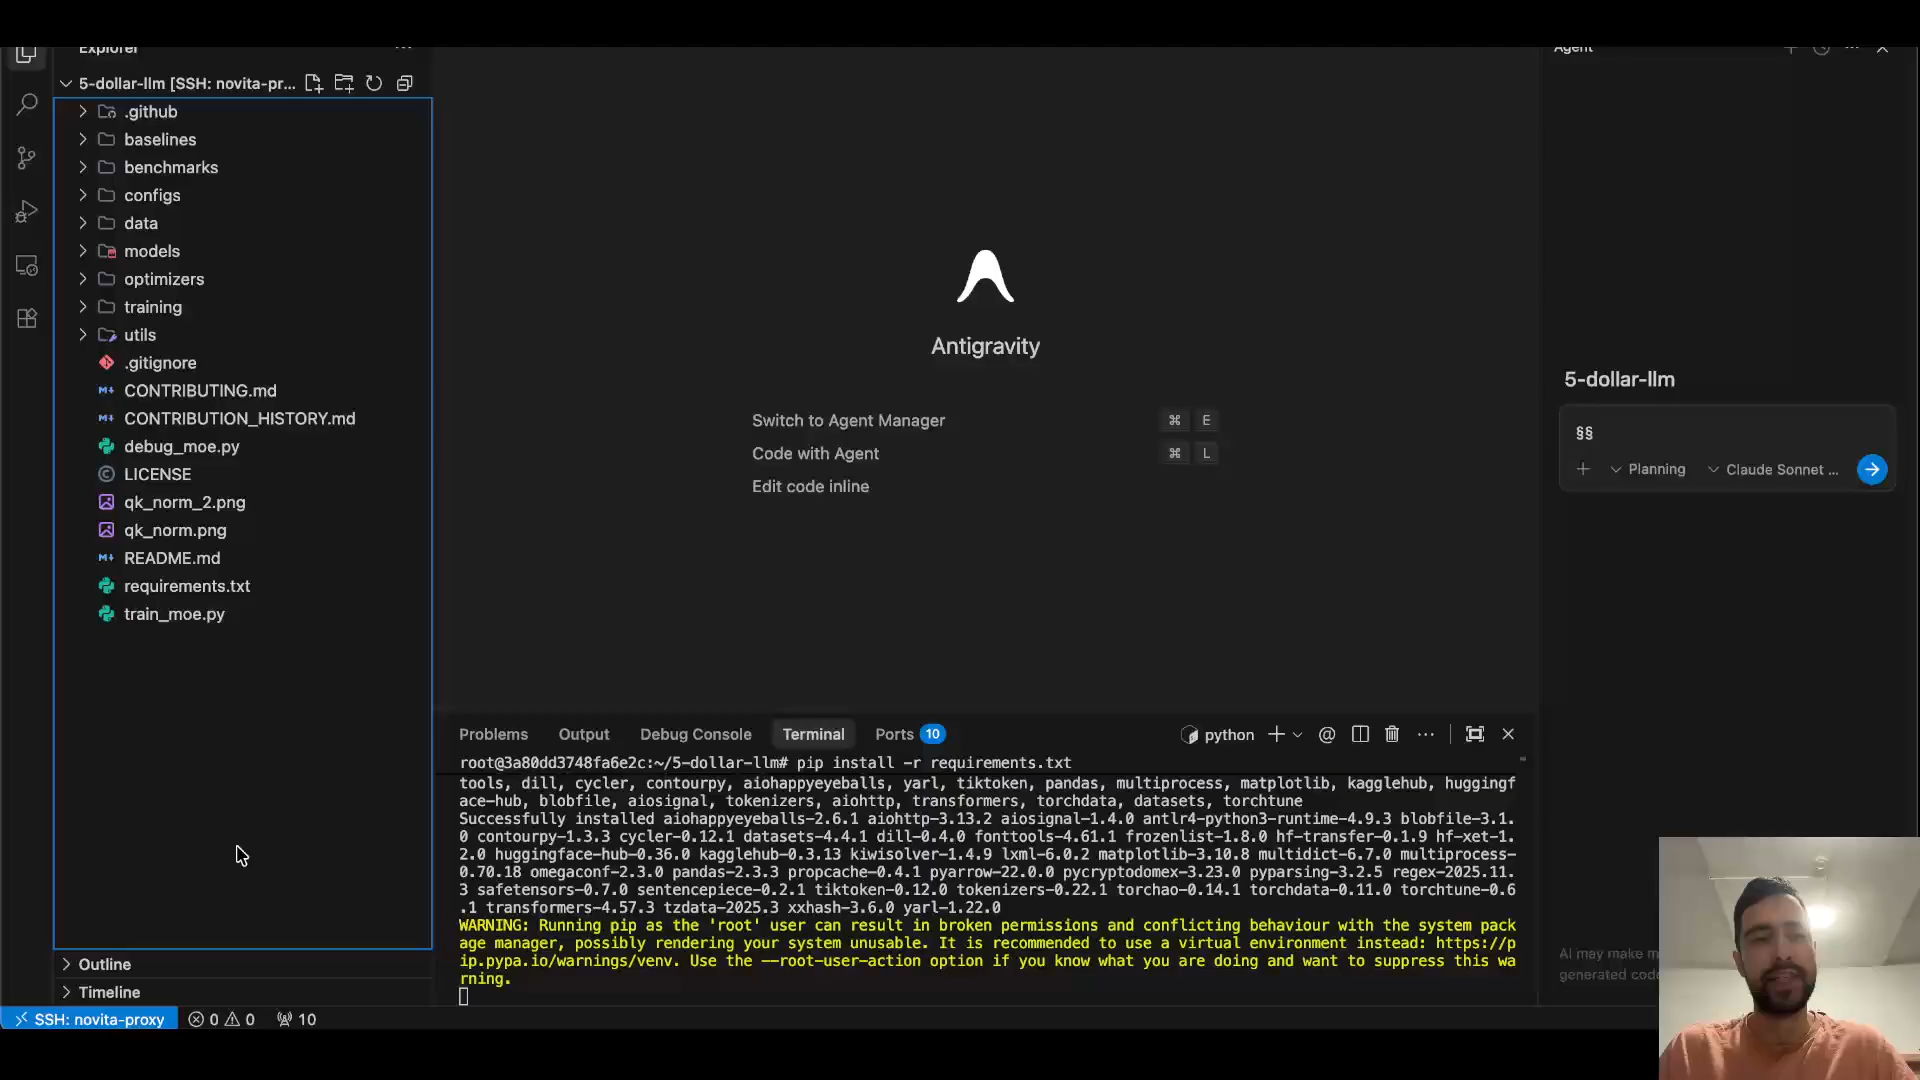 Explorer
5-dollar-llm [SSH: novita-pr...
.github
baselines
benchmarks
configs
data
models
optimizers
training
utils
.gitignore
CONTRIBUTING.md
CONTRIBUTION_HISTORY.md
debug_moe.py
LICENSE
qk_norm_2.png
qk_norm.png
README.md
requirements.txt
train_moe.py
Outline
Timeline
Antigravity
Switch to Agent Manager ⌘ E
Code with Agent ⌘ L
Edit code inline
Problems Output Debug Console Terminal Ports 10 python
root@3a80dd3748fa6e2c:~/5-dollar-llm# pip install -r requirements.txt
tools, dill, cycler, contourpy, aiohappyeyeballs, yarl, tiktoken, pandas, multiprocess, matplotlib, kagglehub, huggingf
ace-hub, blobfile, aiosignal, tokenizers, aiohttp, transformers, torchdata, datasets, torchtune
Successfully installed aiohappyeyeballs-2.6.1 aiohttp-3.13.2 aiosignal-1.4.0 antlr4-python3-runtime-4.9.3 blobfile-3.1.
0 contourpy-1.3.3 cycler-0.12.1 datasets-4.4.1 dill-0.4.0 fonttools-4.61.1 frozenlist-1.8.0 hf-transfer-0.1.9 hf-xet-1.
2.0 huggingface-hub-0.36.0 kagglehub-0.3.13 kiwisolver-1.4.9 lxml-6.0.2 matplotlib-3.10.8 multidict-6.7.0 multiprocess-
0.70.18 omegaconf-2.3.0 pandas-2.3.3 propcache-0.4.1 pyarrow-22.0.0 pycryptodomex-3.23.0 pyparsing-3.2.5 regex-2025.11.
3 safetensors-0.7.0 sentencepiece-0.2.1 tiktoken-0.12.0 tokenizers-0.22.1 torchao-0.14.1 torchdata-0.11.0 torchtune-0.6
.1 transformers-4.57.3 tzdata-2025.3 xxhash-3.6.0 yarl-1.22.0
WARNING: Running pip as the 'root' user can result in broken permissions and conflicting behaviour with the system pack
age manager, possibly rendering your system unusable. It is recommended to use a virtual environment instead: https://p
ip.pypa.io/warnings/venv. Use the --root-user-action option if you know what you are doing and want to suppress this wa
rning.
Agent
5-dollar-llm
§§
Planning Claude Sonnet ...
AI may make m
generated code
SSH: novita-proxy 0 0 10